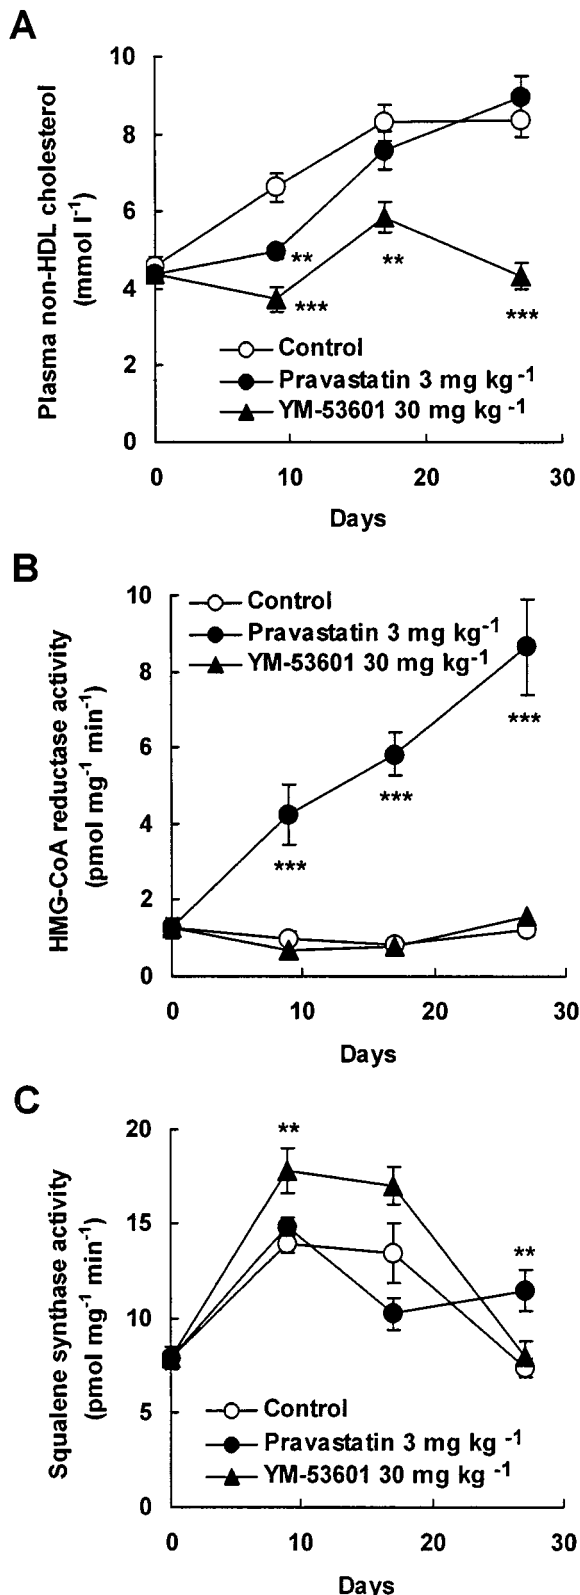 A
10
8
6
4
2
0
Plasma non-HDL cholesterol
(mmol l-1)
**
***
**
***
Control
Pravastatin 3 mg kg -1
YM-53601 30 mg kg -1
0 10 20 30
Days
B
10
8
6
4
2
0
HMG-CoA reductase activity
(pmol mg-1 min-1)
Control
Pravastatin 3 mg kg-1
YM-53601 30 mg kg-1
***
***
***
0 10 20 30
Days
C
20
15
10
5
0
Squalene synthase activity
(pmol mg-1 min-1)
**
**
Control
Pravastatin 3 mg kg -1
YM-53601 30 mg kg -1
0 10 20 30
Days